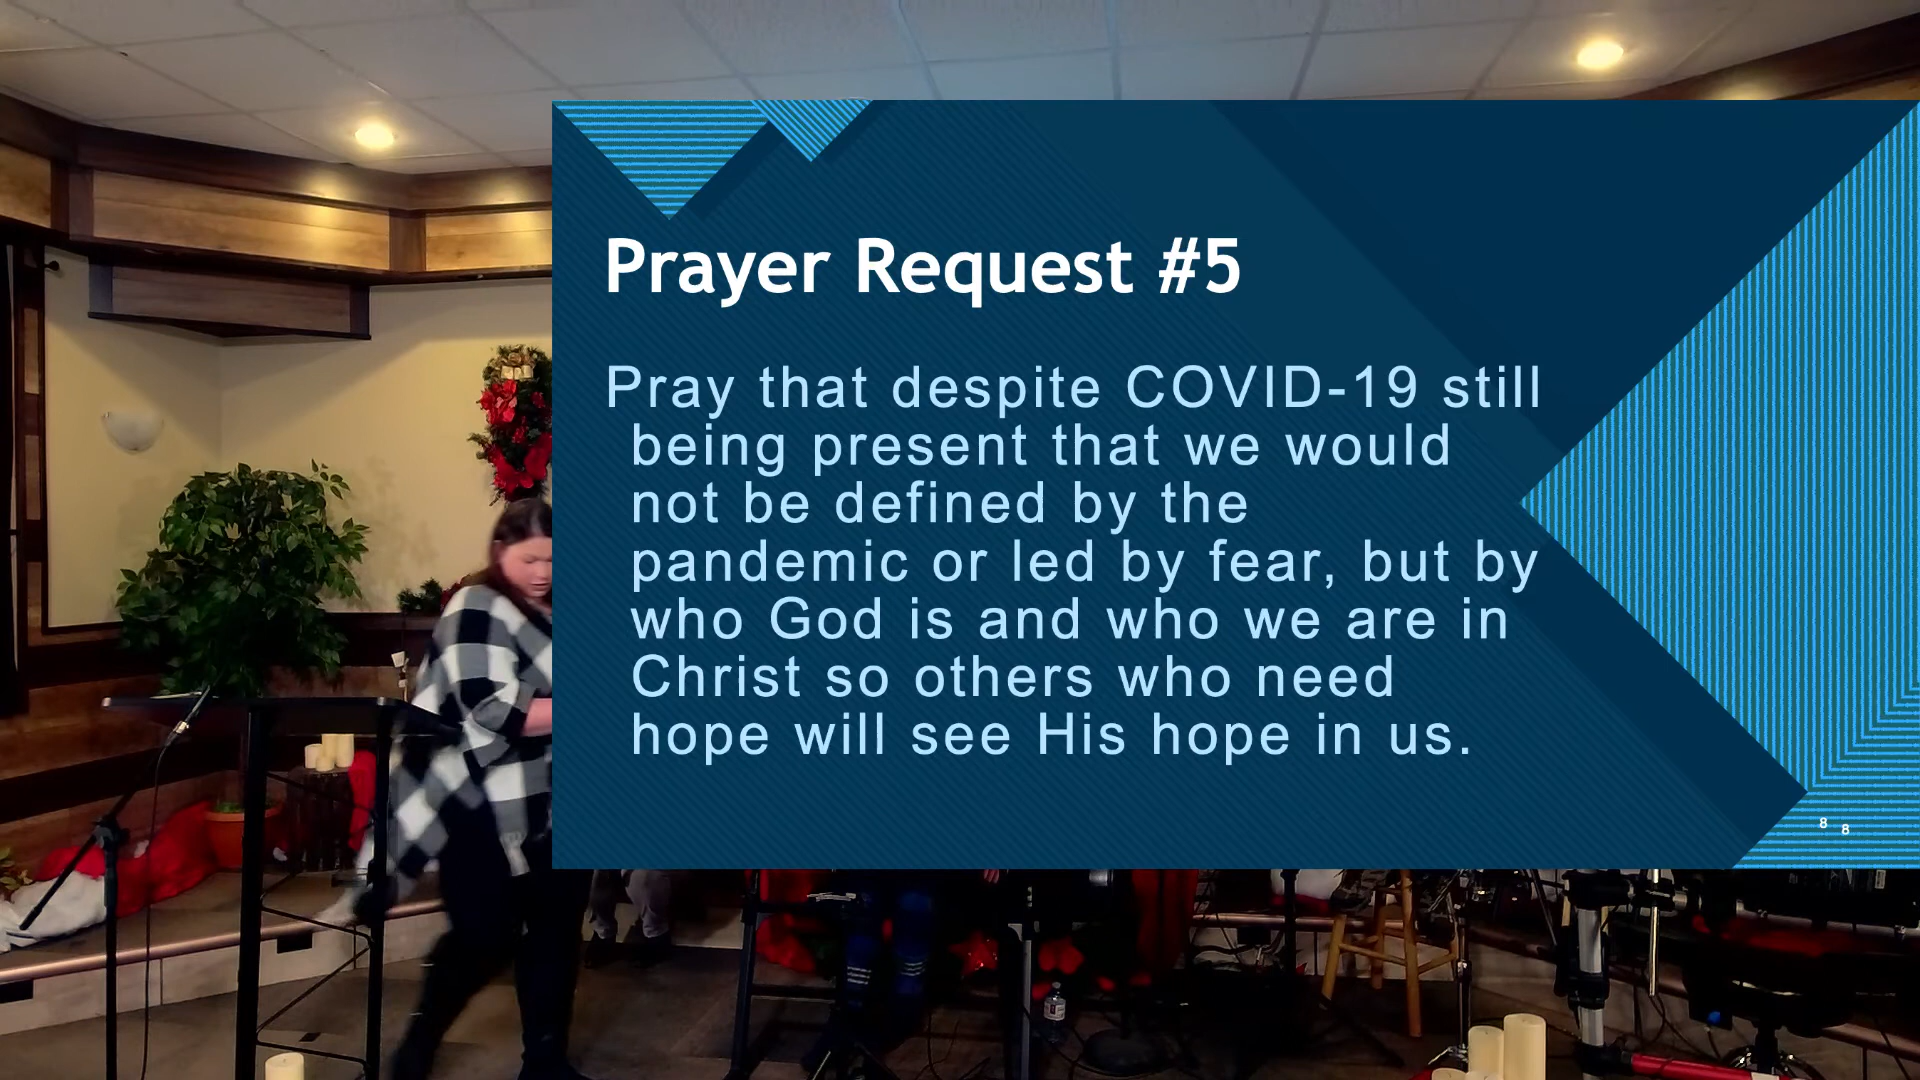 Prayer Request #5
Pray that despite COVID-19 still
being present that we would
not be defined by the
pandemic or led by fear, but by
who God is and who we are in
Christ so others who need
hope will see His hope in us.
8 8